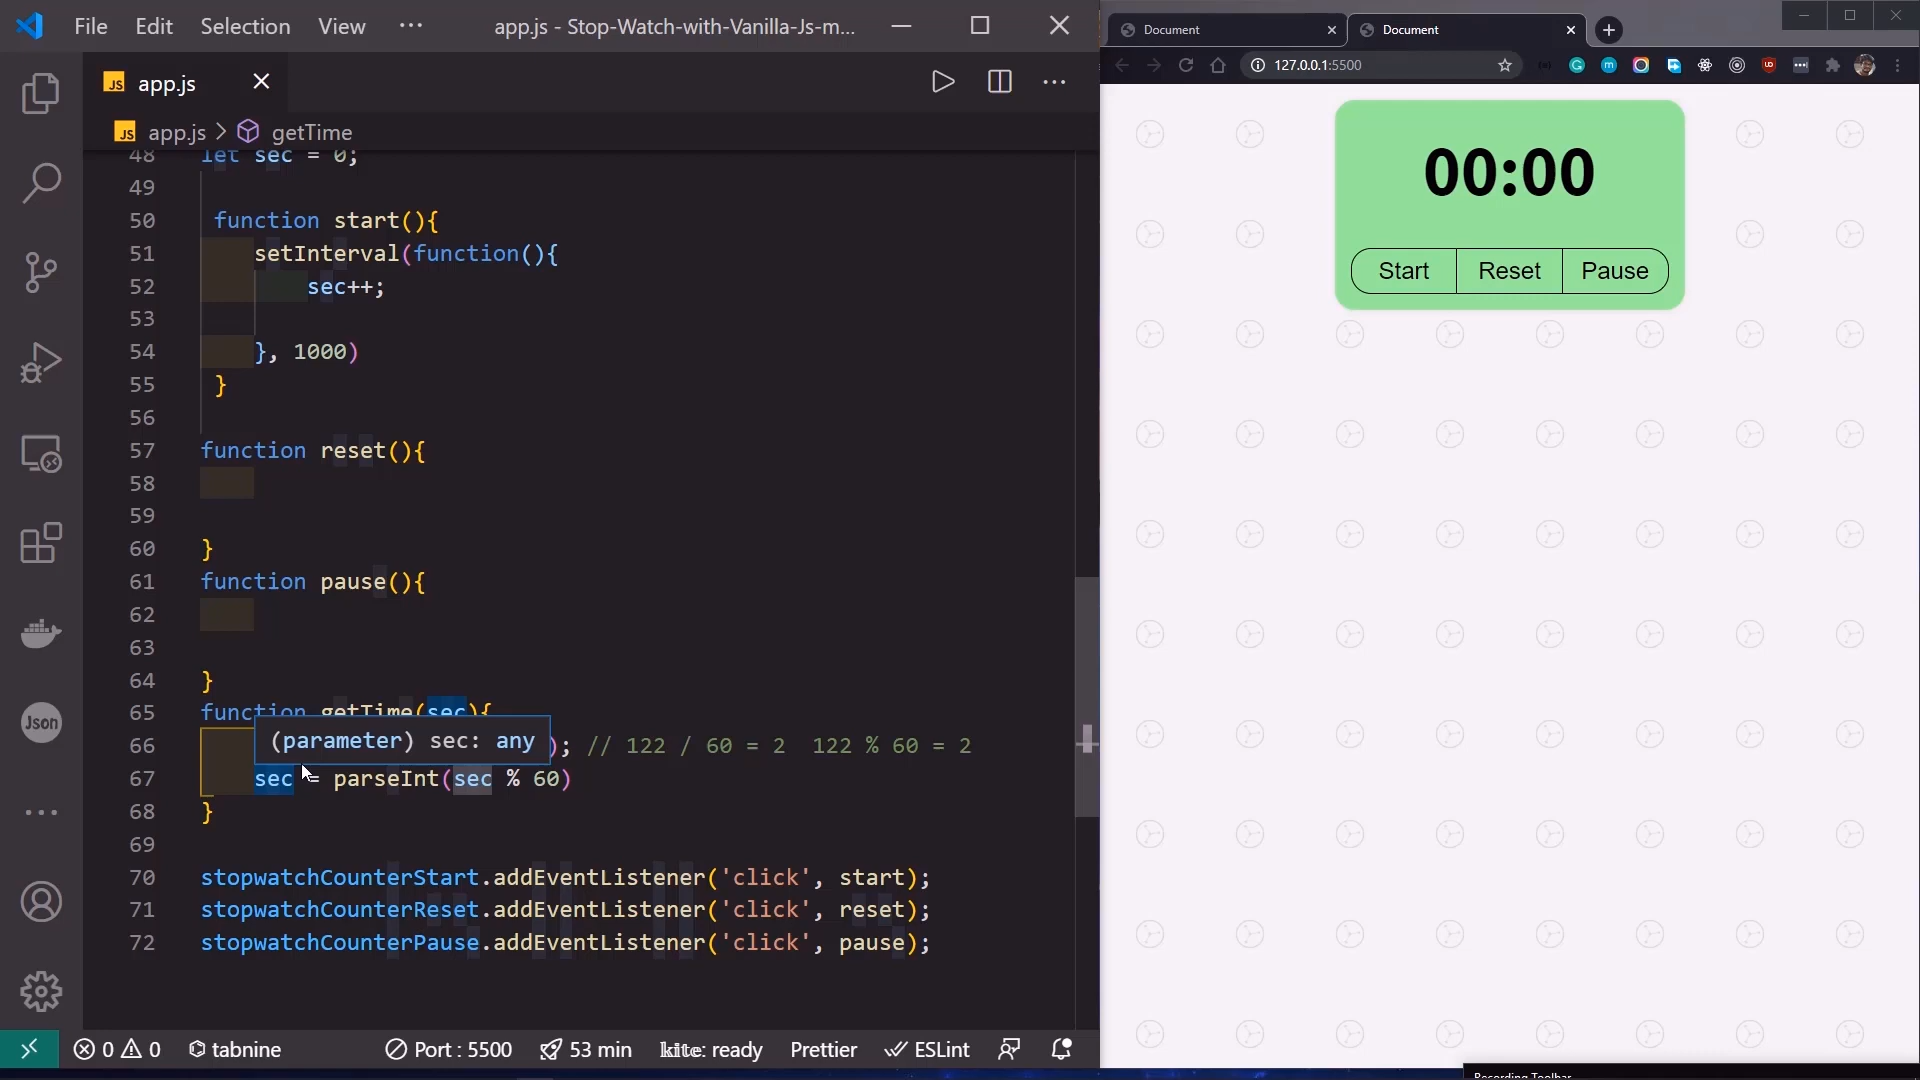 File Edit Selection View ··· app.js - Stop-Watch-with-Vanilla-Js-m...
JS app.js
JS app.js > getTime
48 let sec = 0;
49
50 function start(){
51 setInterval(function(){
52 sec++;
53
54 }, 1000)
55 }
56
57 function reset(){
58
59
60 }
61 function pause(){
62
63
64 }
65 function getTime(sec){
(parameter) sec: any
66 ); // 122 / 60 = 2 122 % 60 = 2
67 sec = parseInt(sec % 60)
68 }
69
70 stopwatchCounterStart.addEventListener('click', start);
71 stopwatchCounterReset.addEventListener('click', reset);
72 stopwatchCounterPause.addEventListener('click', pause);
Json
0 0 tabnine Port : 5500 53 min kite: ready Prettier ESLint
Document Document
127.0.0.1:5500
00:00
Start Reset Pause
Recording Toolbar